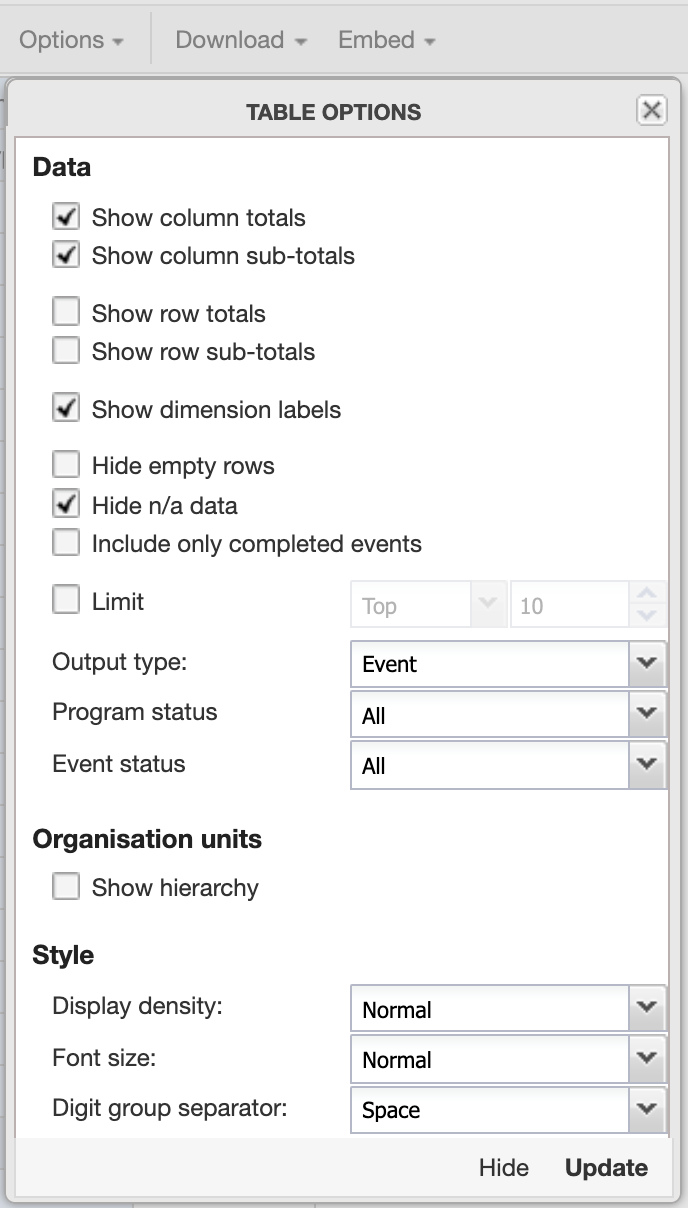 Options Download Embed
TABLE OPTIONS
Data
Show column totals
Show column sub-totals
Show row totals
Show row sub-totals
Show dimension labels
Hide empty rows
Hide n/a data
Include only completed events
Limit Top 10
Output type: Event
Program status All
Event status All
Organisation units
Show hierarchy
Style
Display density: Normal
Font size: Normal
Digit group separator: Space
Hide Update